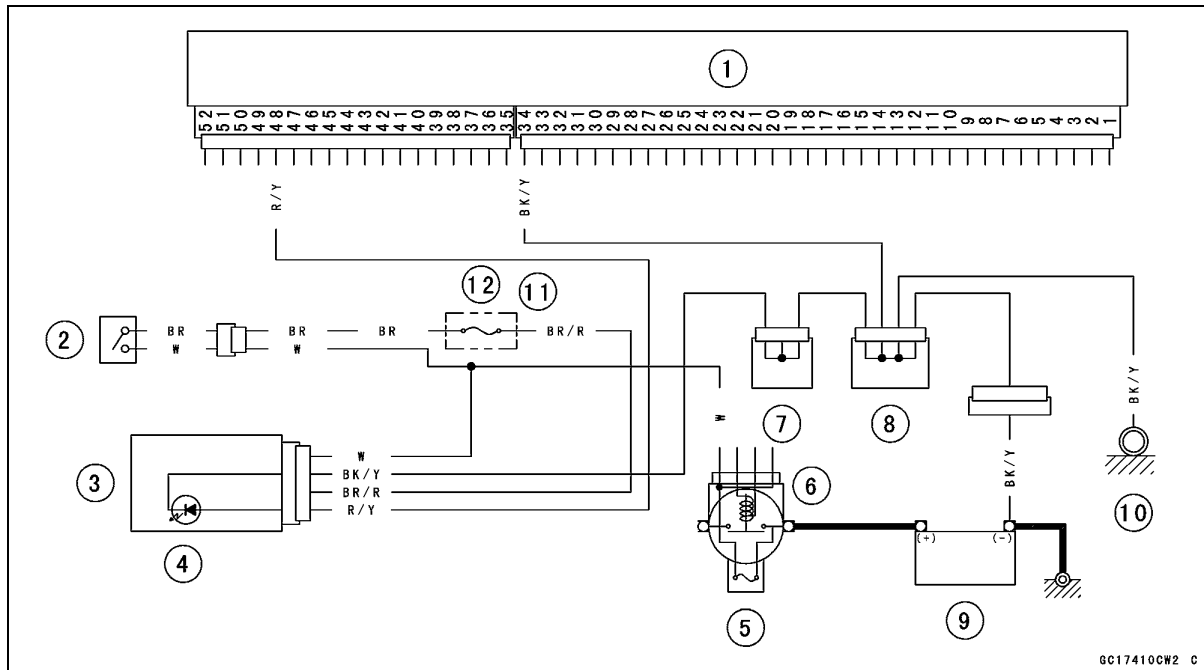 1
52 51 50 49 48 47 46 45 44 43 42 41 40 39 38 37 36 35 34 33 32 31 30 29 28 27 26 25 24 23 22 21 20 19 18 17 16 15 14 13 12 11 10 9 8 7 6 5 4 3 2 1
R/Y
BK/Y
12
11
2
BR
BR
BR
BR/R
W
W
7
8
BK/Y
W
3
W
BK/Y
BR/R
R/Y
6
BK/Y
10
4
(+)
(-)
5
9
GC17410CW2 C